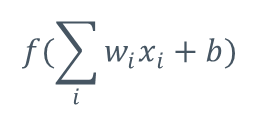 f(∑ᵢ wᵢxᵢ + b)